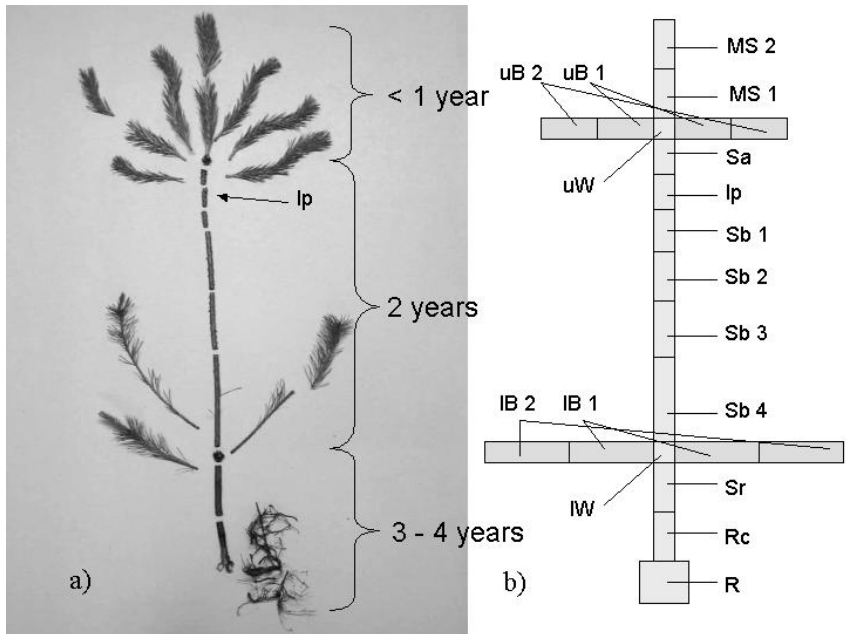 < 1 year
Ip
2 years
3 - 4 years
a)
MS 2
uB 2
uB 1
MS 1
Sa
uW
Ip
Sb 1
Sb 2
Sb 3
lB 2
lB 1
Sb 4
Sr
lW
Rc
b)
R